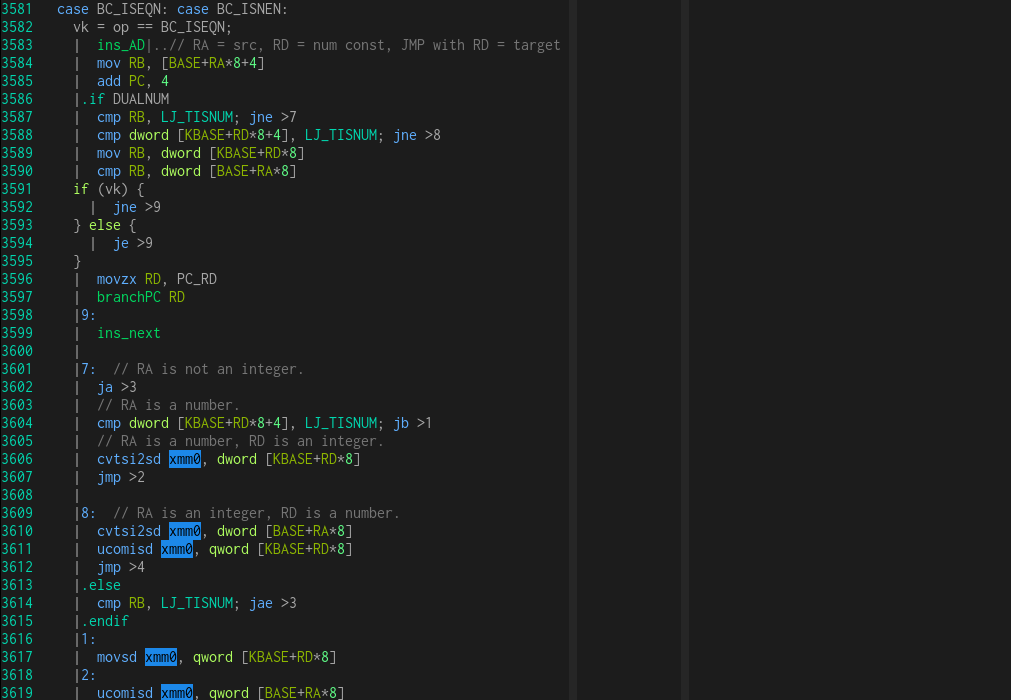 3581   case BC_ISEQN: case BC_ISNEN:
3582     vk = op == BC_ISEQN;
3583     |  ins_AD|..// RA = src, RD = num const, JMP with RD = target
3584     |  mov RB, [BASE+RA*8+4]
3585     |  add PC, 4
3586     |.if DUALNUM
3587     |  cmp RB, LJ_TISNUM; jne >7
3588     |  cmp dword [KBASE+RD*8+4], LJ_TISNUM; jne >8
3589     |  mov RB, dword [KBASE+RD*8]
3590     |  cmp RB, dword [BASE+RA*8]
3591     if (vk) {
3592       |  jne >9
3593     } else {
3594       |  je >9
3595     }
3596     |  movzx RD, PC_RD
3597     |  branchPC RD
3598     |9:
3599     |  ins_next
3600     |
3601     |7:  // RA is not an integer.
3602     |  ja >3
3603     |  // RA is a number.
3604     |  cmp dword [KBASE+RD*8+4], LJ_TISNUM; jb >1
3605     |  // RA is a number, RD is an integer.
3606     |  cvtsi2sd xmm0, dword [KBASE+RD*8]
3607     |  jmp >2
3608     |
3609     |8:  // RA is an integer, RD is a number.
3610     |  cvtsi2sd xmm0, dword [BASE+RA*8]
3611     |  ucomisd xmm0, qword [KBASE+RD*8]
3612     |  jmp >4
3613     |.else
3614     |  cmp RB, LJ_TISNUM; jae >3
3615     |.endif
3616     |1:
3617     |  movsd xmm0, qword [KBASE+RD*8]
3618     |2:
3619     |  ucomisd xmm0, qword [BASE+RA*8]